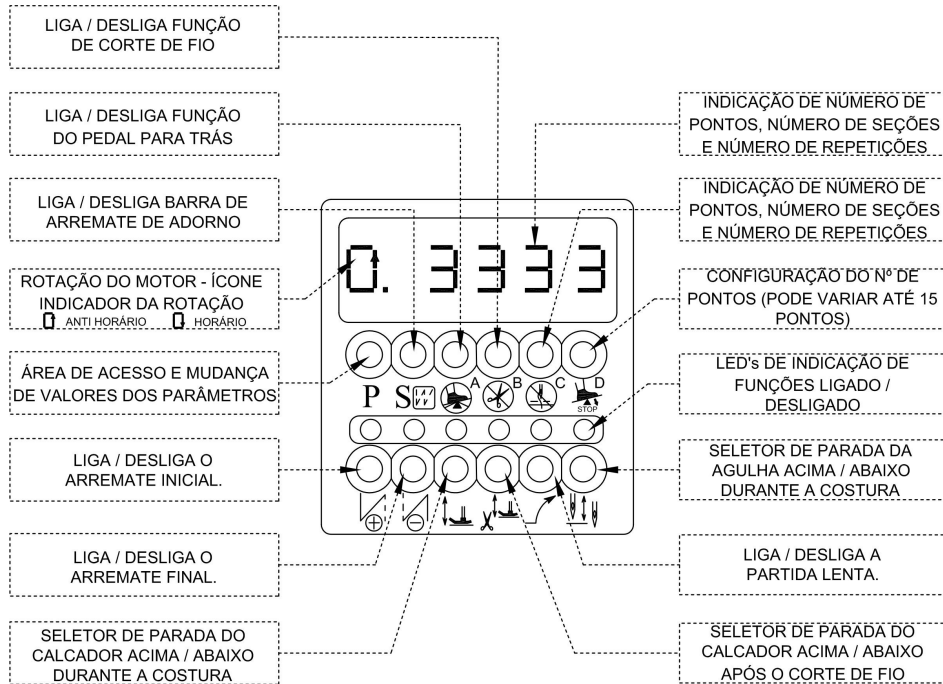 LIGA / DESLIGA FUNÇÃO
DE CORTE DE FIO
LIGA / DESLIGA FUNÇÃO
DO PEDAL PARA TRÁS
LIGA / DESLIGA BARRA DE
ARREMATE DE ADORNO
ROTAÇÃO DO MOTOR - ÍCONE
INDICADOR DA ROTAÇÃO
ANTI HORÁRIO HORÁRIO
ÁREA DE ACESSO E MUDANÇA
DE VALORES DOS PARÂMETROS
LIGA / DESLIGA O
ARREMATE INICIAL.
LIGA / DESLIGA O
ARREMATE FINAL.
SELETOR DE PARADA DO
CALCADOR ACIMA / ABAIXO
DURANTE A COSTURA
0. 3333
P S A B C D
STOP
INDICAÇÃO DE NÚMERO DE
PONTOS, NÚMERO DE SEÇÕES
E NÚMERO DE REPETIÇÕES
INDICAÇÃO DE NÚMERO DE
PONTOS, NÚMERO DE SEÇÕES
E NÚMERO DE REPETIÇÕES
CONFIGURAÇÃO DO Nº DE
PONTOS (PODE VARIAR ATÉ 15
PONTOS)
LED's DE INDICAÇÃO DE
FUNÇÕES LIGADO /
DESLIGADO
SELETOR DE PARADA DA
AGULHA ACIMA / ABAIXO
DURANTE A COSTURA
LIGA / DESLIGA A
PARTIDA LENTA.
SELETOR DE PARADA DO
CALCADOR ACIMA / ABAIXO
APÓS O CORTE DE FIO